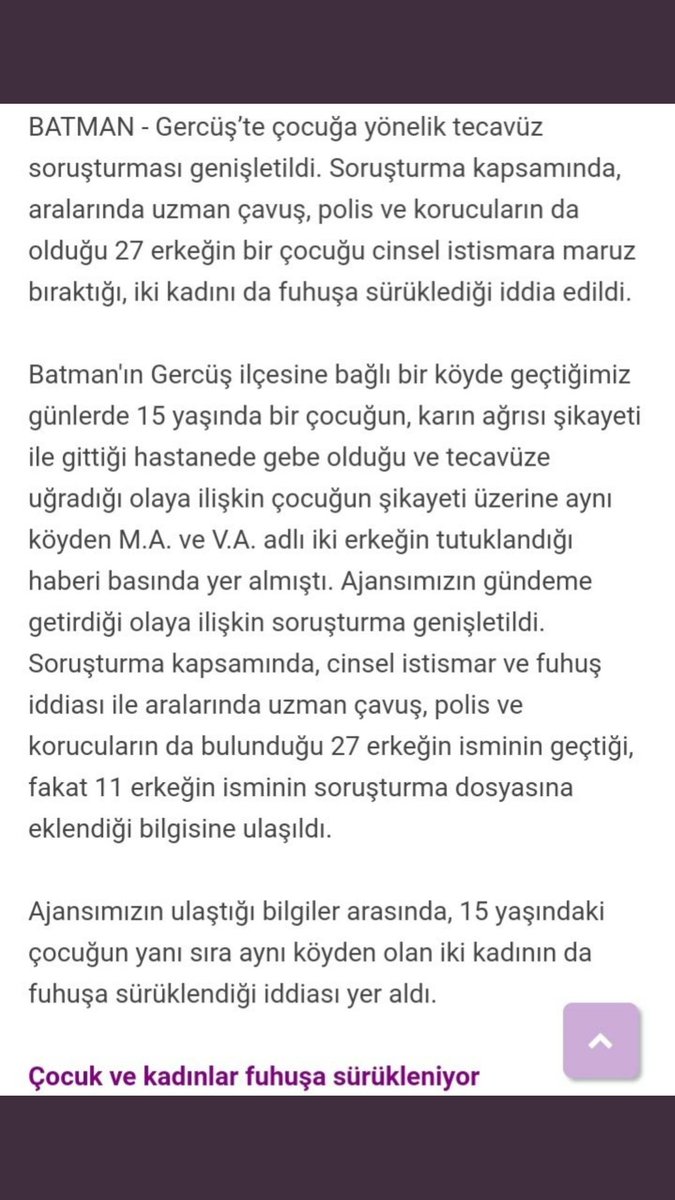 BATMAN - Gercüş’te çocuğa yönelik tecavüz
soruşturması genişletildi. Soruşturma kapsamında,
aralarında uzman çavuş, polis ve korucuların da
olduğu 27 erkeğin bir çocuğu cinsel istismara maruz
bıraktığı, iki kadını da fuhuşa sürüklediği iddia edildi.
Batman'ın Gercüş ilçesine bağlı bir köyde geçtiğimiz
günlerde 15 yaşında bir çocuğun, karın ağrısı şikayeti
ile gittiği hastanede gebe olduğu ve tecavüze
uğradığı olaya ilişkin çocuğun şikayeti üzerine aynı
köyden M.A. ve V.A. adlı iki erkeğin tutuklandığı
haberi basında yer almıştı. Ajansımızın gündeme
getirdiği olaya ilişkin soruşturma genişletildi.
Soruşturma kapsamında, cinsel istismar ve fuhuş
iddiası ile aralarında uzman çavuş, polis ve
korucuların da bulunduğu 27 erkeğin isminin geçtiği,
fakat 11 erkeğin isminin soruşturma dosyasına
eklendiği bilgisine ulaşıldı.
Ajansımızın ulaştığı bilgiler arasında, 15 yaşındaki
çocuğun yanı sıra aynı köyden olan iki kadının da
fuhuşa sürüklendiği iddiası yer aldı.
Çocuk ve kadınlar fuhuşa sürükleniyor